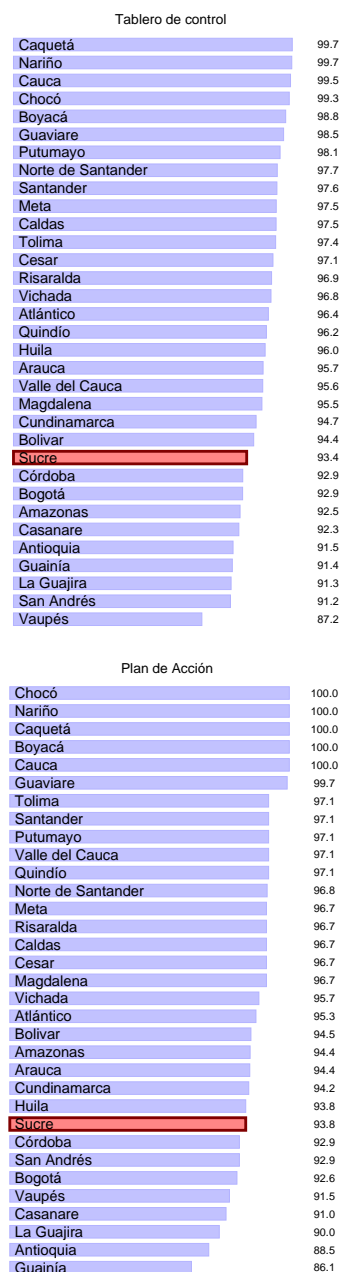 Tablero de control
Caquetá 99.7
Nariño 99.7
Cauca 99.5
Chocó 99.3
Boyacá 98.8
Guaviare 98.5
Putumayo 98.1
Norte de Santander 97.7
Santander 97.6
Meta 97.5
Caldas 97.5
Tolima 97.4
Cesar 97.1
Risaralda 96.9
Vichada 96.8
Atlántico 96.4
Quindío 96.2
Huila 96.0
Arauca 95.7
Valle del Cauca 95.6
Magdalena 95.5
Cundinamarca 94.7
Bolivar 94.4
Sucre 93.4
Córdoba 92.9
Bogotá 92.9
Amazonas 92.5
Casanare 92.3
Antioquia 91.5
Guainía 91.4
La Guajira 91.3
San Andrés 91.2
Vaupés 87.2
Plan de Acción
Chocó 100.0
Nariño 100.0
Caquetá 100.0
Boyacá 100.0
Cauca 100.0
Guaviare 99.7
Tolima 97.1
Santander 97.1
Putumayo 97.1
Valle del Cauca 97.1
Quindío 97.1
Norte de Santander 96.8
Meta 96.7
Risaralda 96.7
Caldas 96.7
Cesar 96.7
Magdalena 96.7
Vichada 95.7
Atlántico 95.3
Bolivar 94.5
Amazonas 94.4
Arauca 94.4
Cundinamarca 94.2
Huila 93.8
Sucre 93.8
Córdoba 92.9
San Andrés 92.9
Bogotá 92.6
Vaupés 91.5
Casanare 91.0
La Guajira 90.0
Antioquia 88.5
Guainía 86.1